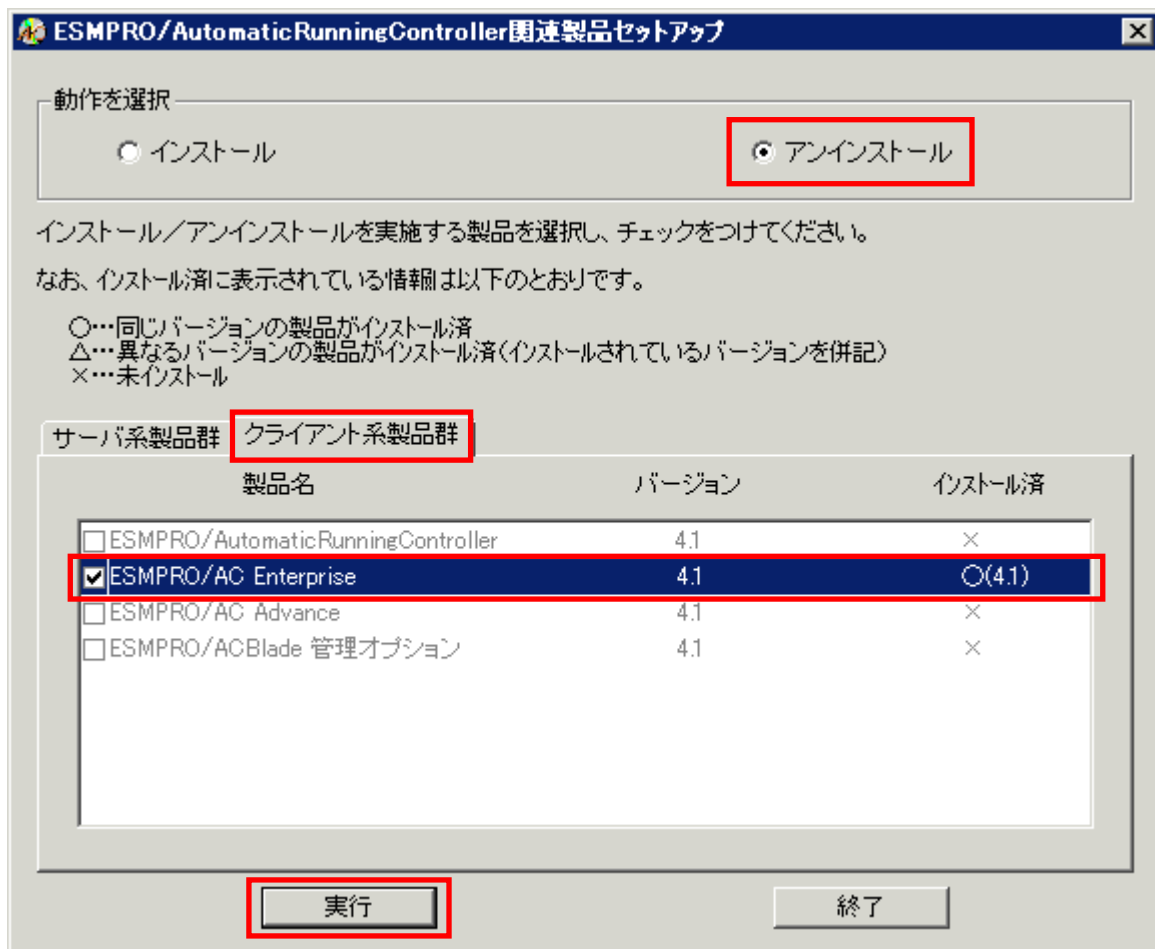 ESMPRO/AutomaticRunningController関連製品セットアップ
動作を選択
インストール アンインストール
インストール／アンインストールを実施する製品を選択し、チェックをつけてください。
なお、インストール済に表示されている情報は以下のとおりです。
○…同じバージョンの製品がインストール済
△…異なるバージョンの製品がインストール済(インストールされているバージョンを併記)
×…未インストール
サーバ系製品群 クライアント系製品群
製品名 バージョン インストール済
ESMPRO/AutomaticRunningController 4.1 ×
ESMPRO/AC Enterprise 4.1 ○(4.1)
ESMPRO/AC Advance 4.1 ×
ESMPRO/ACBlade 管理オプション 4.1 ×
実行 終了